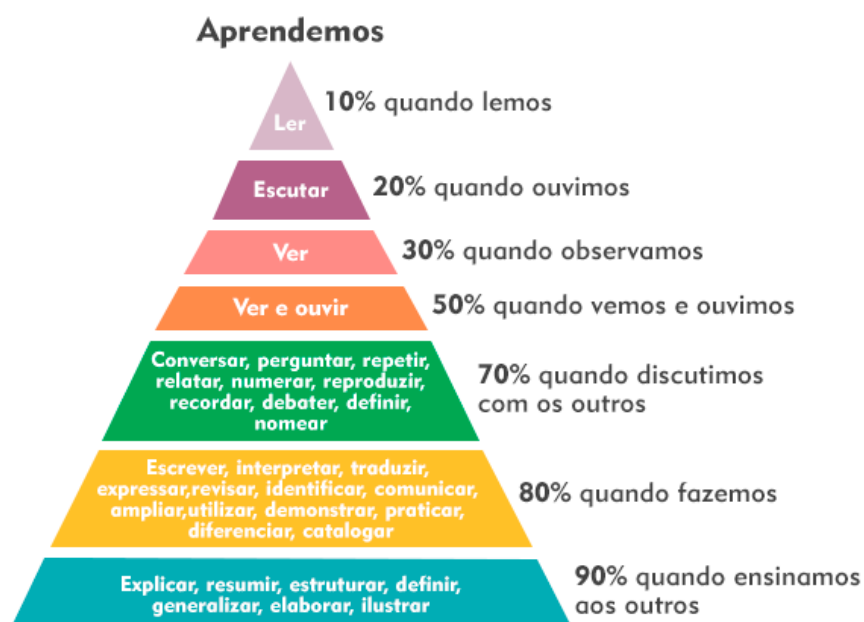 Aprendemos
Ler
10% quando lemos
Escutar
20% quando ouvimos
Ver
30% quando observamos
Ver e ouvir
50% quando vemos e ouvimos
Conversar, perguntar, repetir,
relatar, numerar, reproduzir,
recordar, debater, definir,
nomear
70% quando discutimos
com os outros
Escrever, interpretar, traduzir,
expressar,revisar, identificar, comunicar,
ampliar,utilizar, demonstrar, praticar,
diferenciar, catalogar
80% quando fazemos
Explicar, resumir, estruturar, definir,
generalizar, elaborar, ilustrar
90% quando ensinamos
aos outros